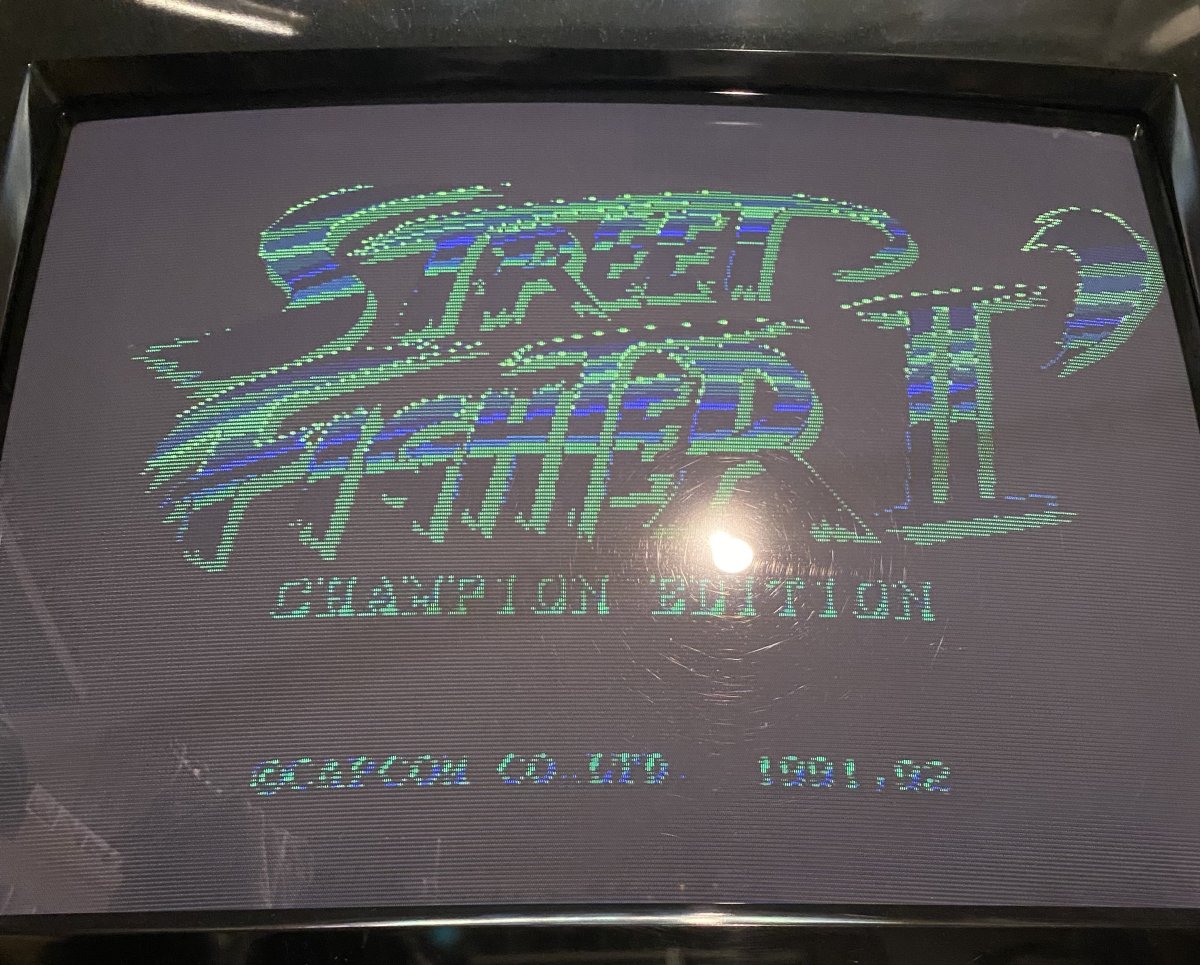 STREET
FIGHTER II'
CHAMPION EDITION
©CAPCOM CO.,LTD. 1991,92